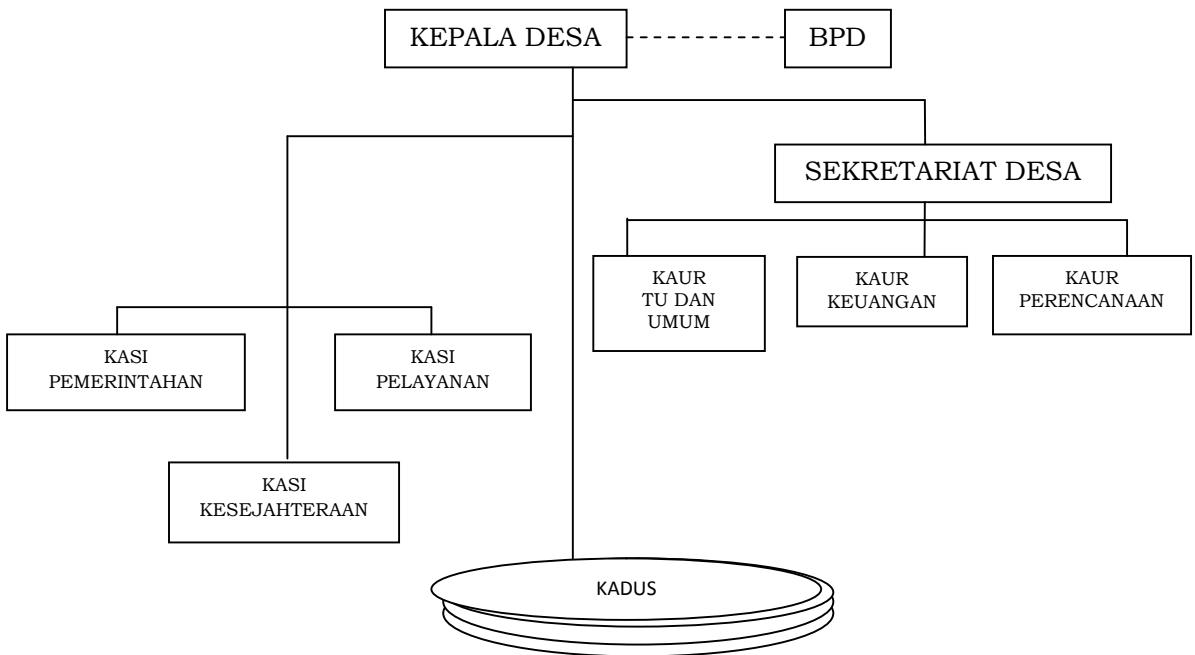 KEPALA DESA
BPD
SEKRETARIAT DESA
KAUR
TU DAN
UMUM
KAUR
KEUANGAN
KAUR
PERENCANAAN
KASI
PEMERINTAHAN
KASI
PELAYANAN
KASI
KESEJAHTERAAN
KADUS